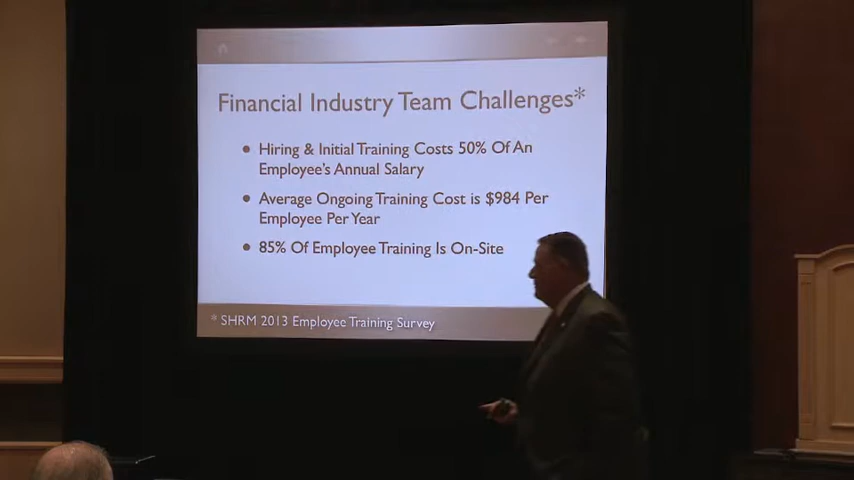 Financial Industry Team Challenges*
• Hiring & Initial Training Costs 50% Of An
Employee's Annual Salary
• Average Ongoing Training Cost is $984 Per
Employee Per Year
• 85% Of Employee Training Is On-Site
* SHRM 2013 Employee Training Survey